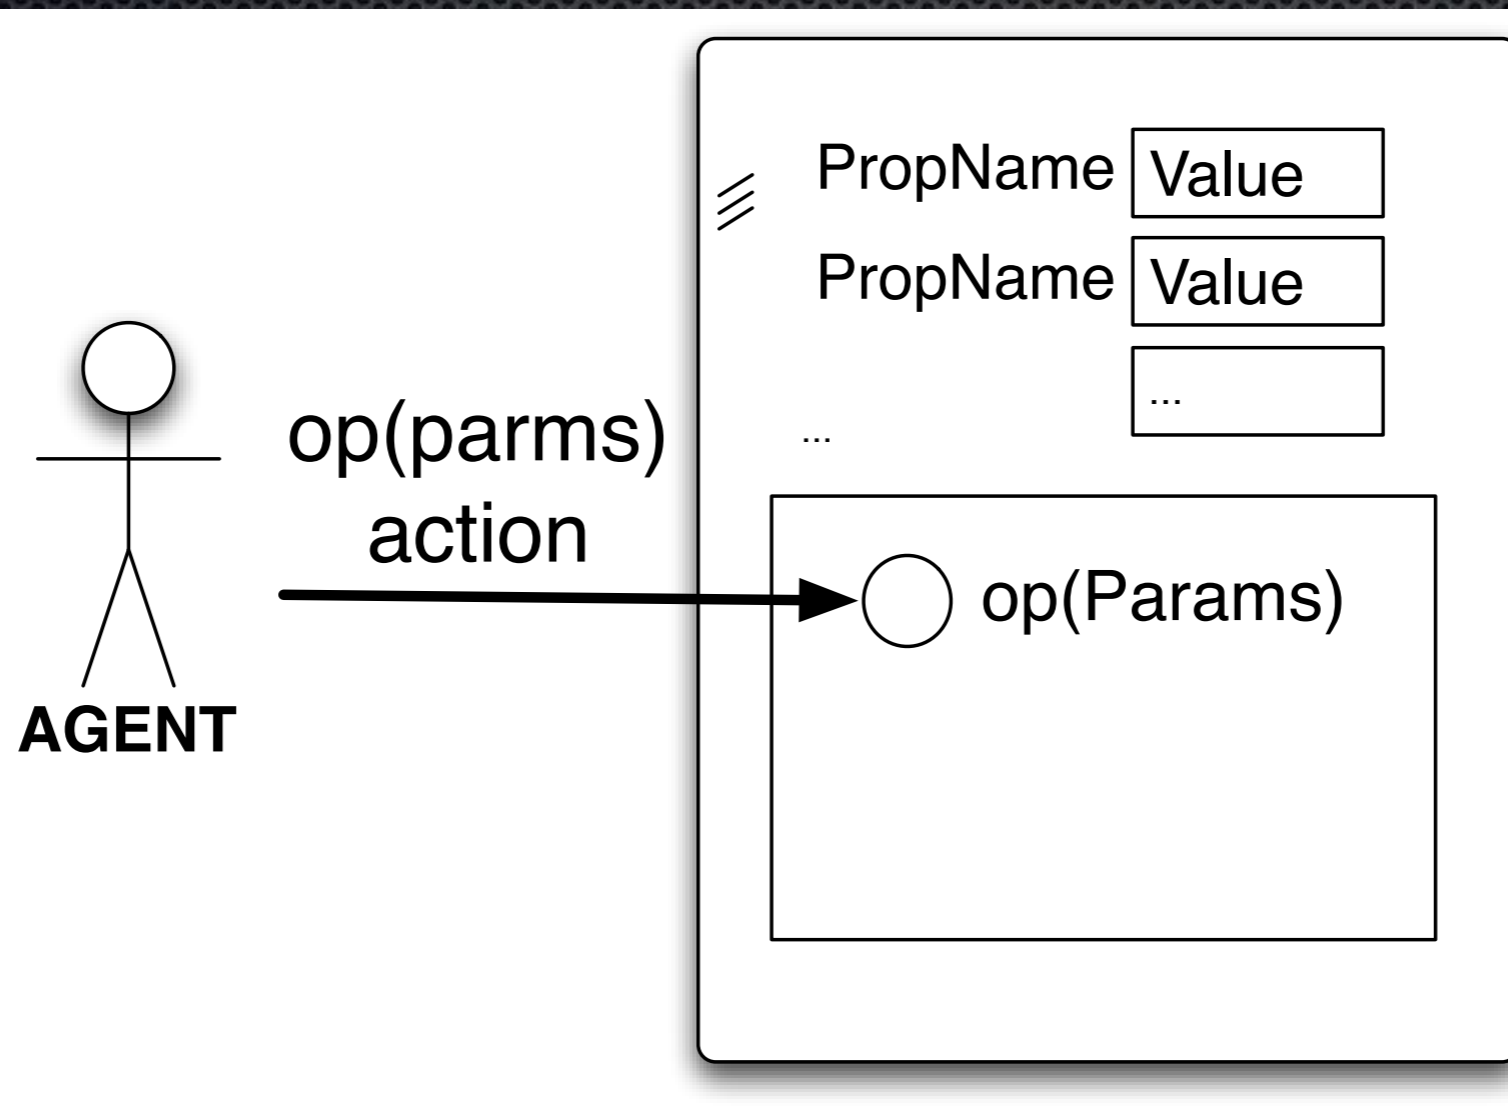 PropName Value
PropName Value
...
...
op(parms)
action
op(Params)
AGENT